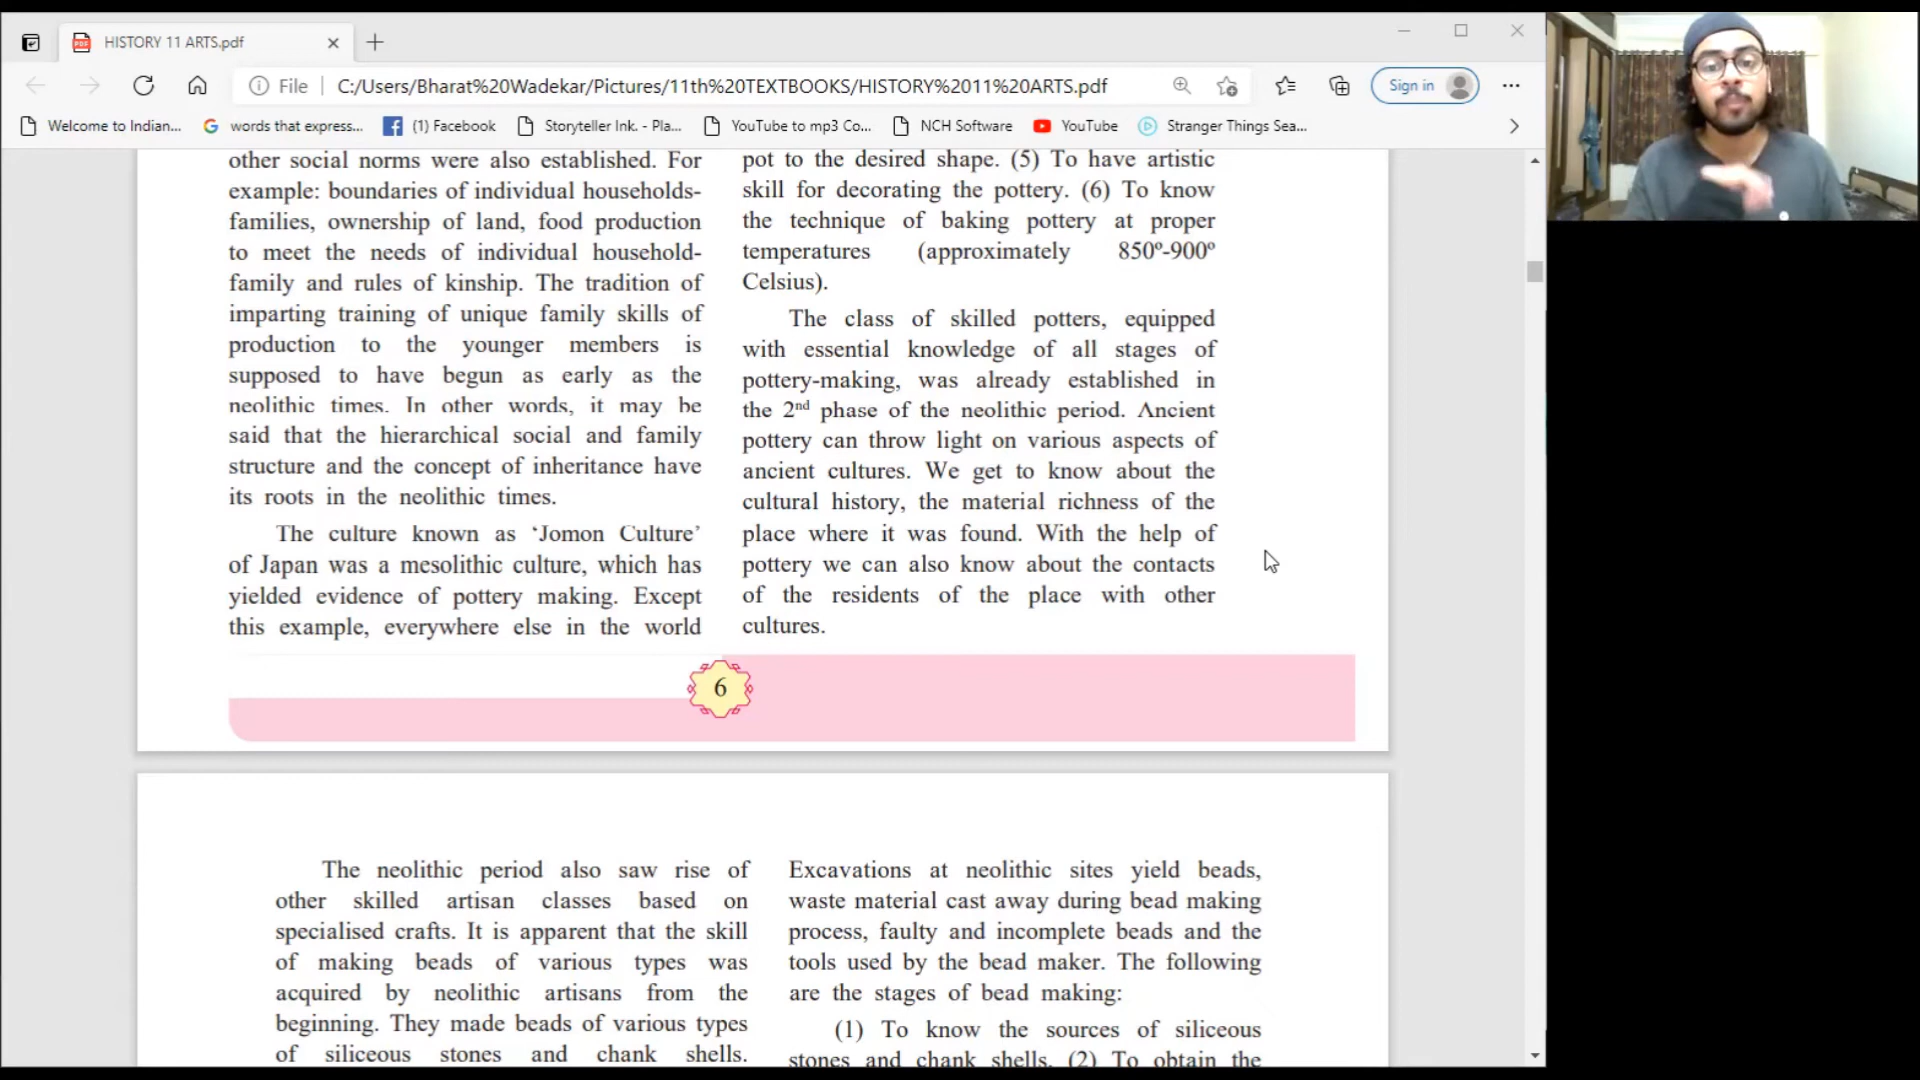 HISTORY 11 ARTS.pdf
File
C:/Users/Bharat%20Wadekar/Pictures/11th%20TEXTBOOKS/HISTORY%2011%20ARTS.pdf
Sign in
Welcome to Indian...
words that express...
(1) Facebook
Storyteller Ink. - Pla...
YouTube to mp3 Co...
NCH Software
YouTube
Stranger Things Sea...
other social norms were also established. For
example: boundaries of individual households-
families, ownership of land, food production
to meet the needs of individual household-
family and rules of kinship. The tradition of
imparting training of unique family skills of
production to the younger members is
supposed to have begun as early as the
neolithic times. In other words, it may be
said that the hierarchical social and family
structure and the concept of inheritance have
its roots in the neolithic times.
The culture known as ‘Jomon Culture’
of Japan was a mesolithic culture, which has
yielded evidence of pottery making. Except
this example, everywhere else in the world
pot to the desired shape. (5) To have artistic
skill for decorating the pottery. (6) To know
the technique of baking pottery at proper
temperatures (approximately 850º-900º
Celsius).
The class of skilled potters, equipped
with essential knowledge of all stages of
pottery-making, was already established in
the 2nd phase of the neolithic period. Ancient
pottery can throw light on various aspects of
ancient cultures. We get to know about the
cultural history, the material richness of the
place where it was found. With the help of
pottery we can also know about the contacts
of the residents of the place with other
cultures.
6
The neolithic period also saw rise of
other skilled artisan classes based on
specialised crafts. It is apparent that the skill
of making beads of various types was
acquired by neolithic artisans from the
beginning. They made beads of various types
of siliceous stones and chank shells.
Excavations at neolithic sites yield beads,
waste material cast away during bead making
process, faulty and incomplete beads and the
tools used by the bead maker. The following
are the stages of bead making:
(1) To know the sources of siliceous
stones and chank shells. (2) To obtain the